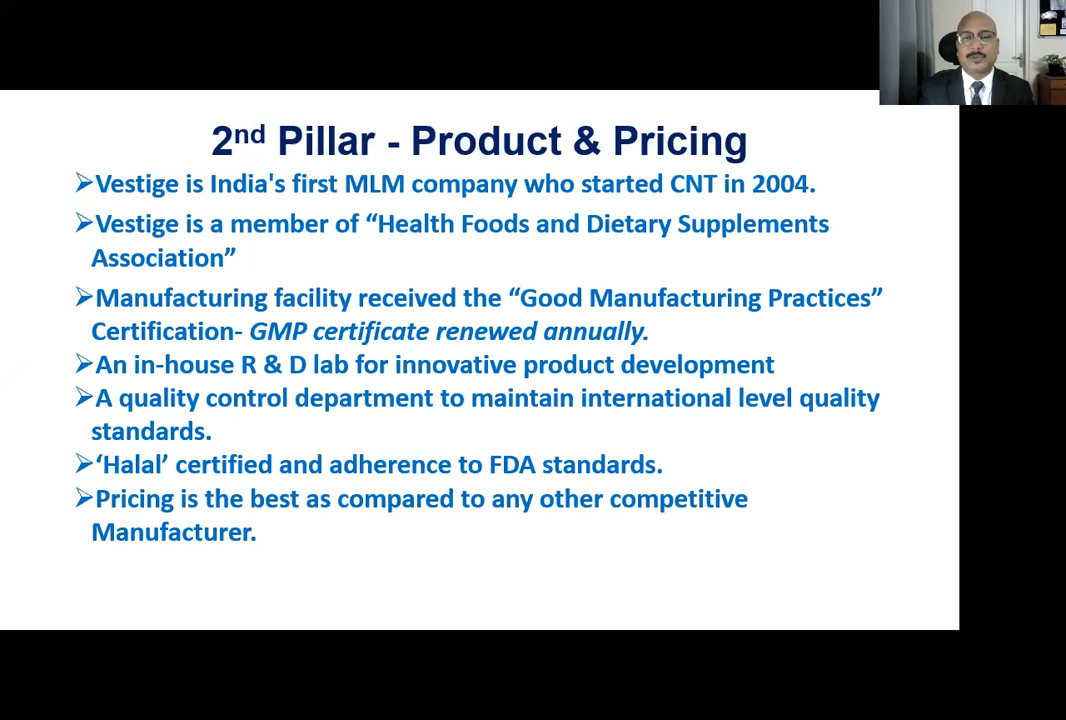 2nd Pillar - Product & Pricing
➢Vestige is India's first MLM company who started CNT in 2004.
➢Vestige is a member of “Health Foods and Dietary Supplements
Association”
➢Manufacturing facility received the “Good Manufacturing Practices”
Certification- GMP certificate renewed annually.
➢An in-house R & D lab for innovative product development
➢A quality control department to maintain international level quality
standards.
➢‘Halal’ certified and adherence to FDA standards.
➢Pricing is the best as compared to any other competitive
Manufacturer.